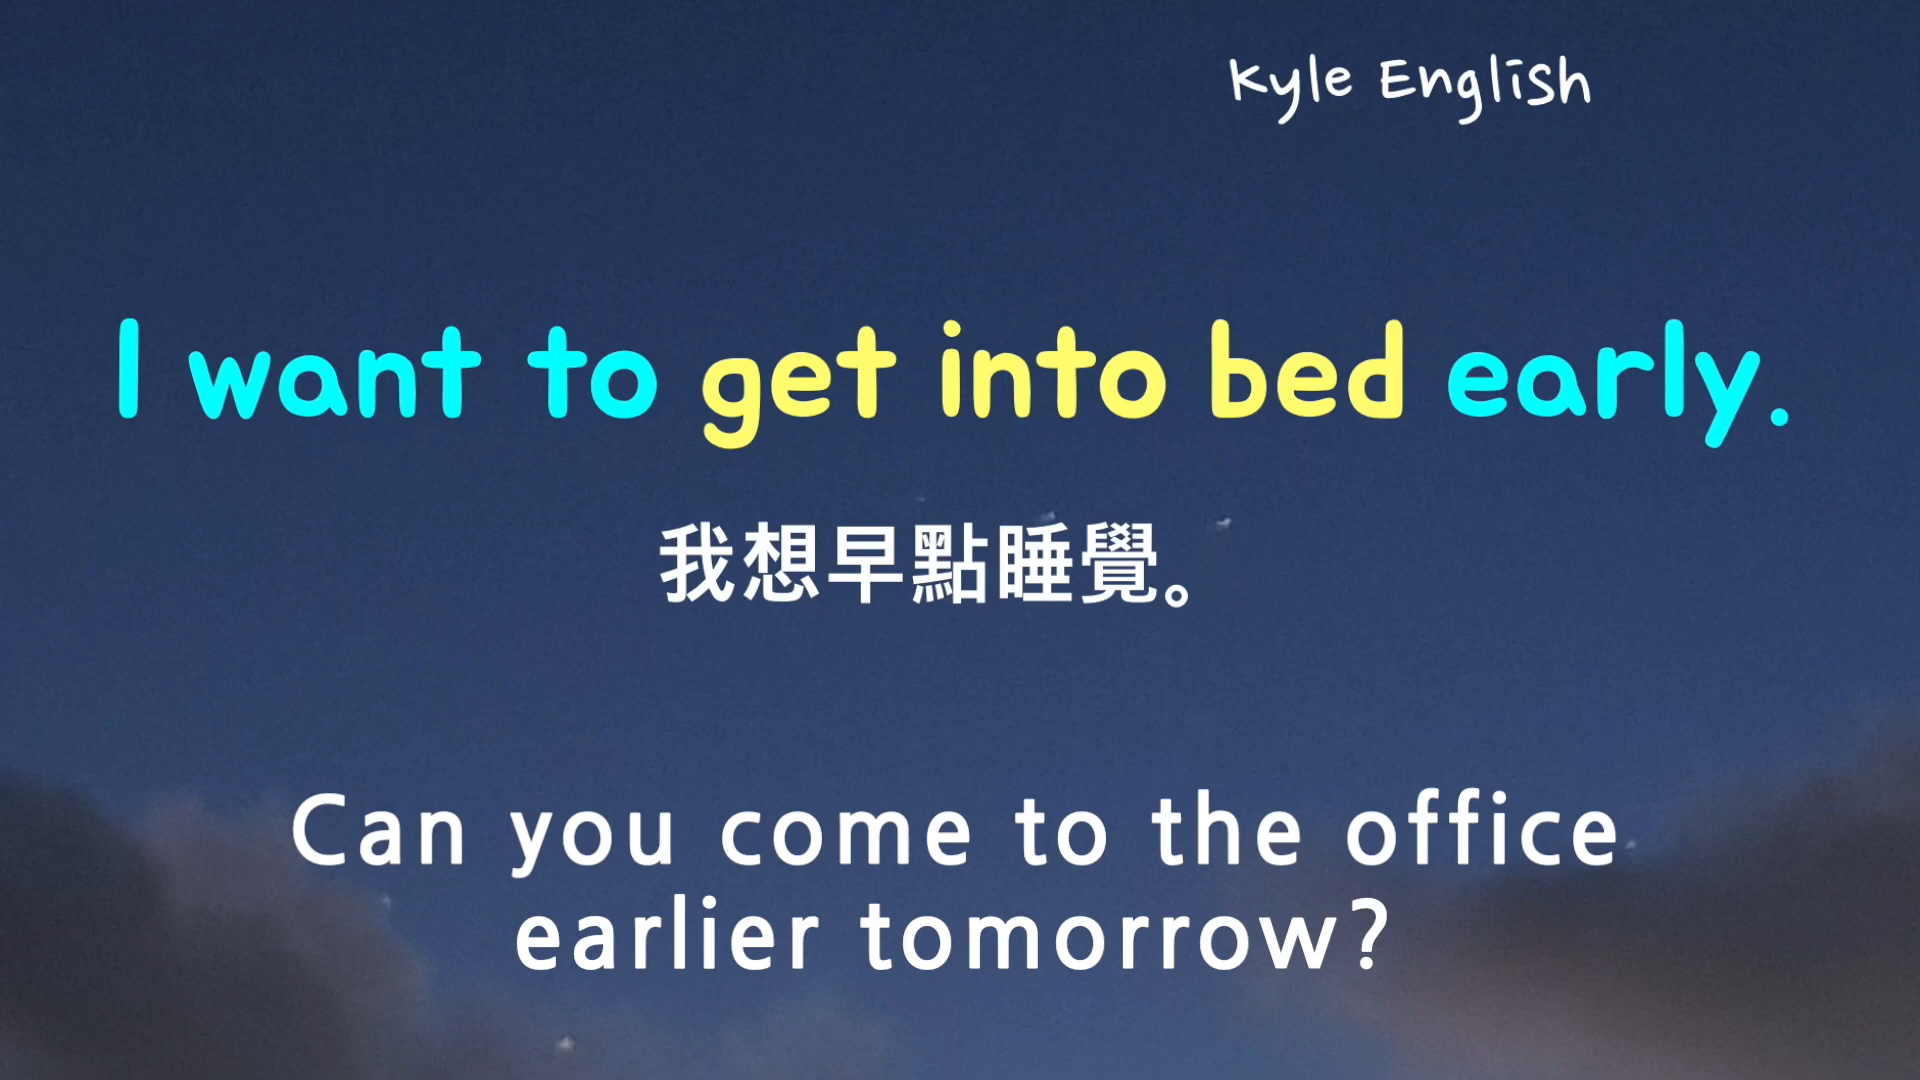 Kyle English
I want to get into bed early.
我想早點睡覺。
Can you come to the office
earlier tomorrow?